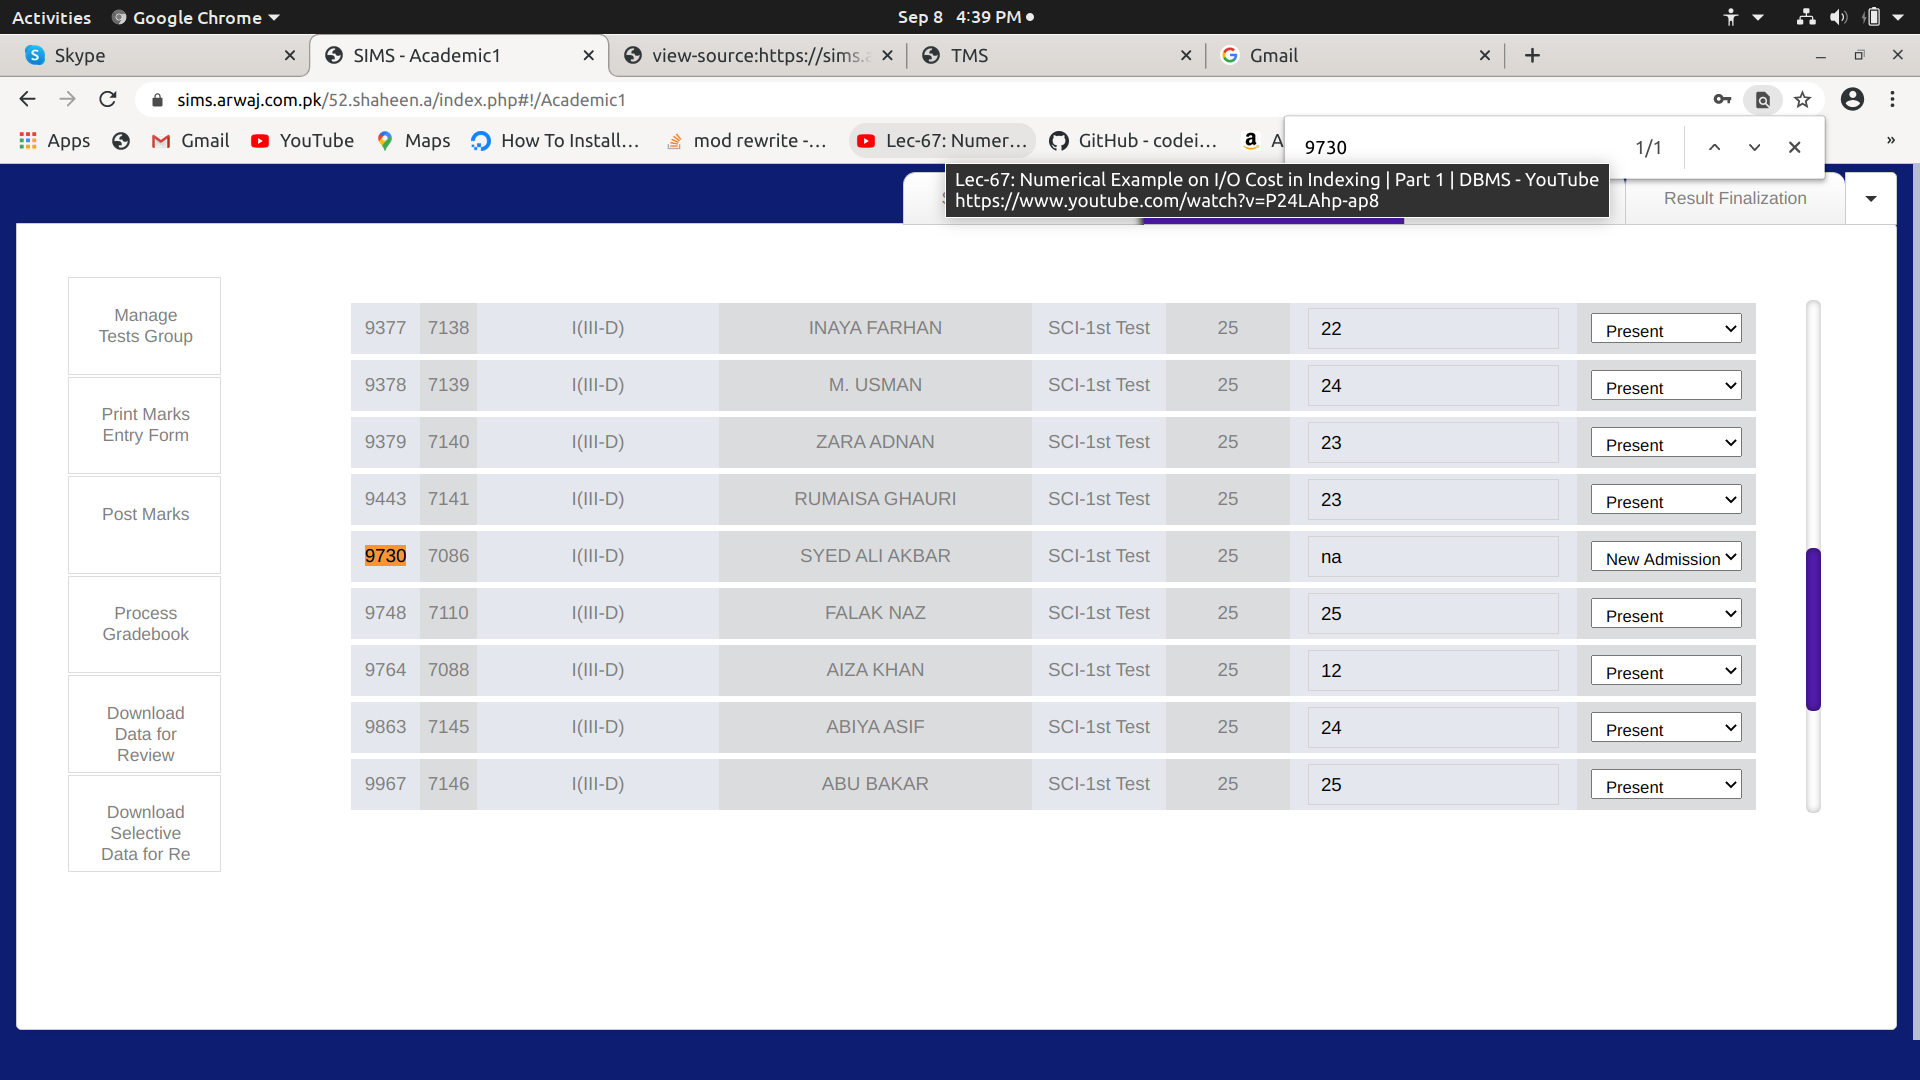 Activities Google Chrome Sep 8 4:39 PM
Skype SIMS - Academic1 view-source:https://sims.a TMS Gmail
sims.arwaj.com.pk/52.shaheen.a/index.php#!/Academic1
Apps Gmail YouTube Maps How To Install... mod rewrite -... Lec-67: Numer... GitHub - codei... A »
9730 1/1
Lec-67: Numerical Example on I/O Cost in Indexing | Part 1 | DBMS - YouTube
https://www.youtube.com/watch?v=P24LAhp-ap8
Result Finalization
Manage
Tests Group
Print Marks
Entry Form
Post Marks
Process
Gradebook
Download
Data for
Review
Download
Selective
Data for Re
9377 7138 I(III-D) INAYA FARHAN SCI-1st Test 25 22 Present
9378 7139 I(III-D) M. USMAN SCI-1st Test 25 24 Present
9379 7140 I(III-D) ZARA ADNAN SCI-1st Test 25 23 Present
9443 7141 I(III-D) RUMAISA GHAURI SCI-1st Test 25 23 Present
9730 7086 I(III-D) SYED ALI AKBAR SCI-1st Test 25 na New Admission
9748 7110 I(III-D) FALAK NAZ SCI-1st Test 25 25 Present
9764 7088 I(III-D) AIZA KHAN SCI-1st Test 25 12 Present
9863 7145 I(III-D) ABIYA ASIF SCI-1st Test 25 24 Present
9967 7146 I(III-D) ABU BAKAR SCI-1st Test 25 25 Present